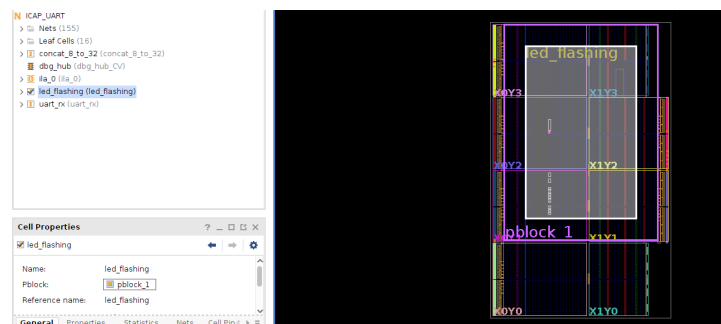 ICAP_UART
Nets (155)
Leaf Cells (16)
concat_8_to_32 (concat_8_to_32)
dbg_hub (dbg_hub_CV)
ila_0 (ila_0)
led_flashing (led_flashing)
uart_rx (uart_rx)
Cell Properties
led_flashing
Name: led_flashing
Pblock: pblock_1
Reference name: led_flashing
General Properties Statistics Nets Cell Pins
led_flashing
X0Y3 X1Y3
X0Y2 X1Y2
pblock_1 X1Y1
X0Y0 X1Y0